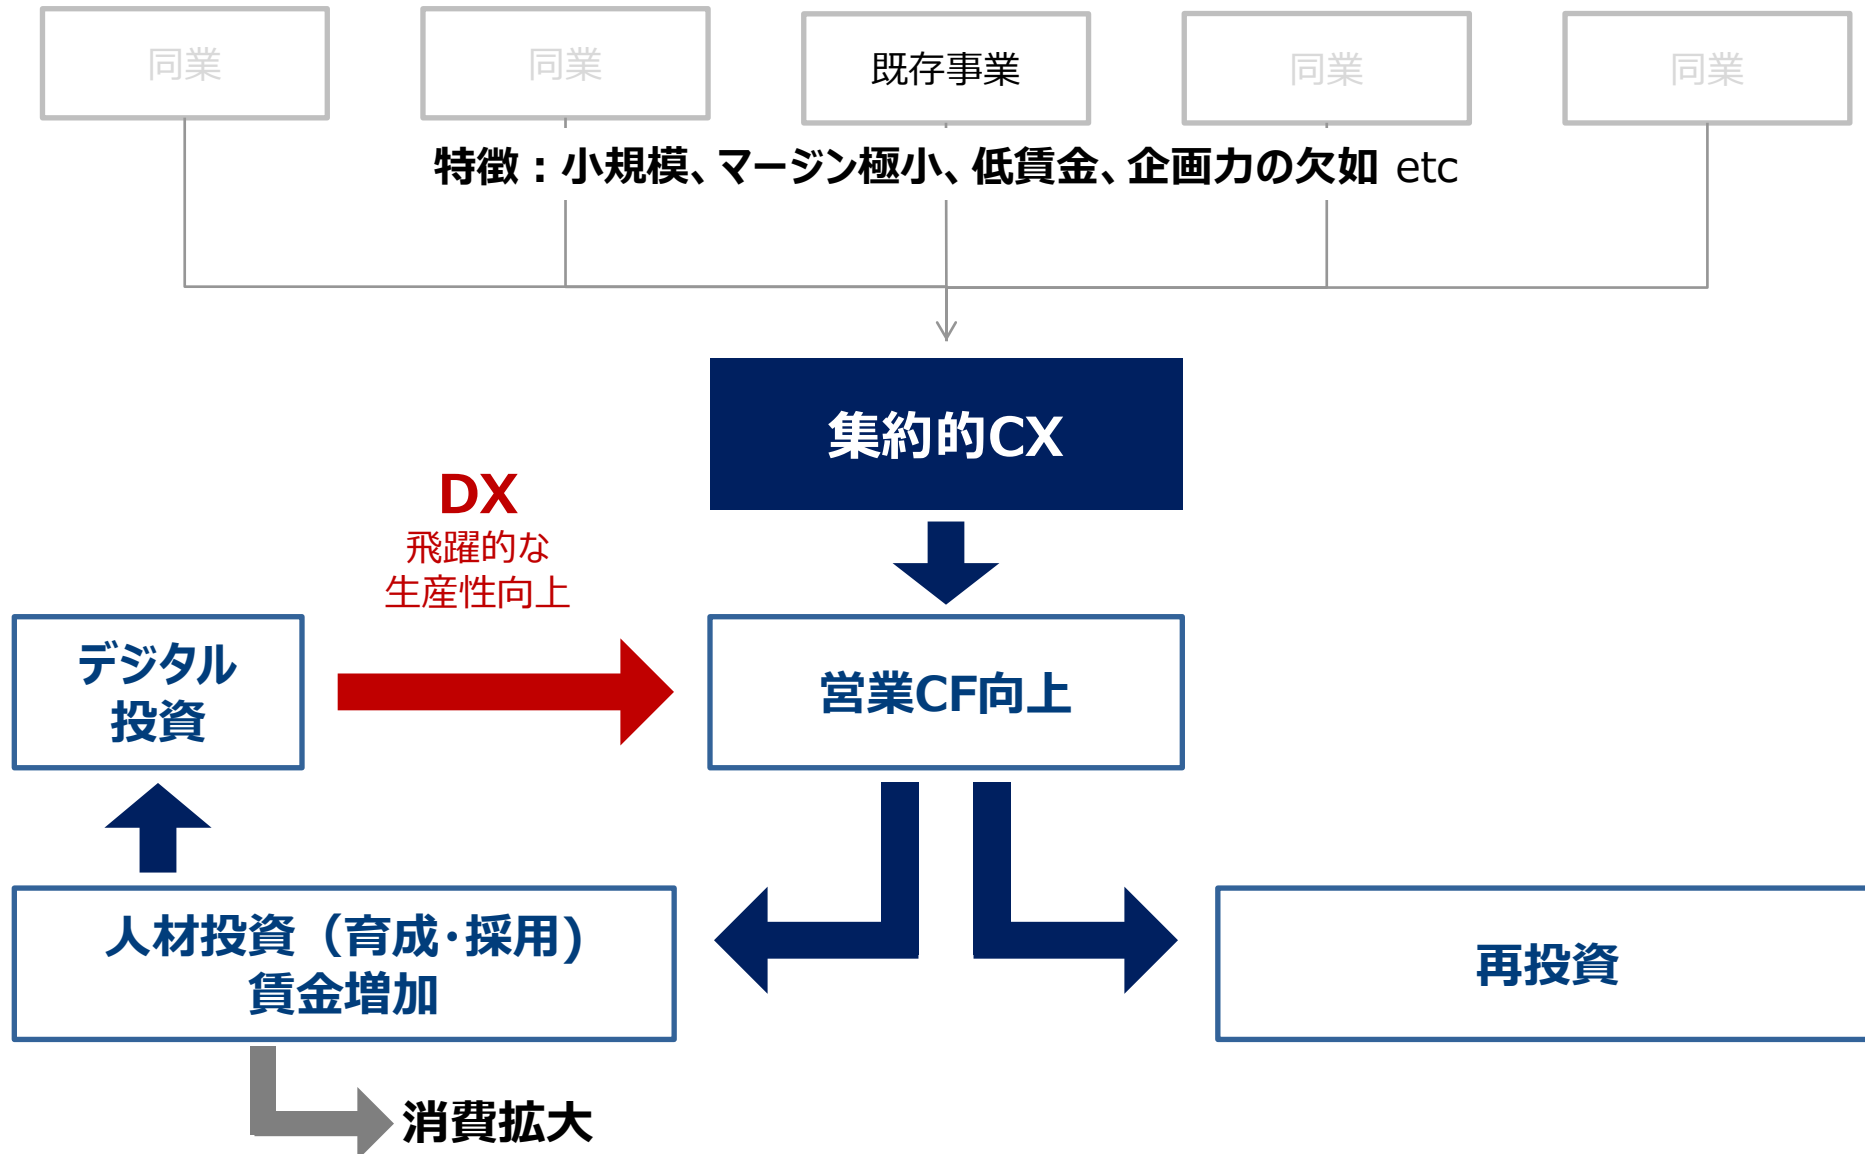 同業
同業
既存事業
同業
同業
特徴：小規模、マージン極小、低賃金、企画力の欠如 etc
集約的CX
DX
飛躍的な
生産性向上
デジタル
投資
営業CF向上
人材投資（育成・採用)
賃金増加
再投資
消費拡大